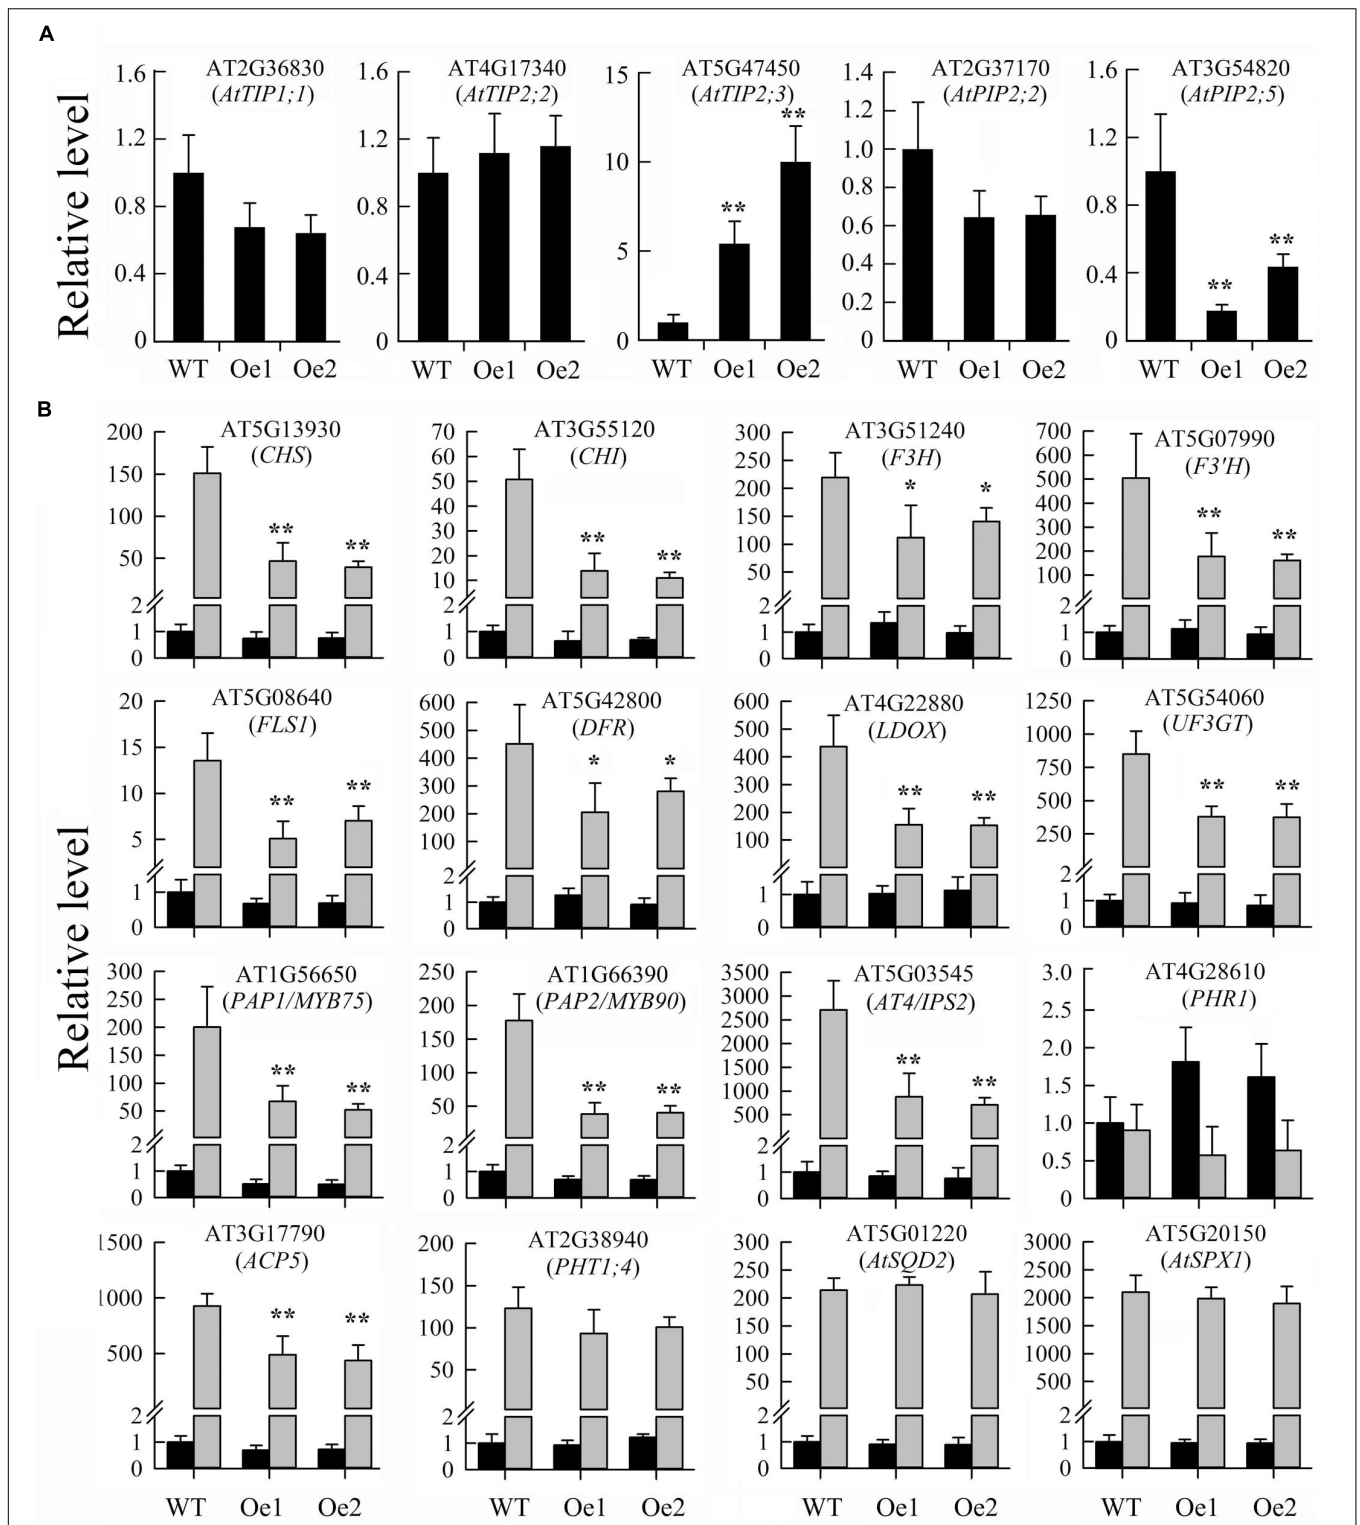 A
AT2G36830 AT4G17340 AT5G47450 AT2G37170 AT3G54820
(AtTIP1;1) (AtTIP2;2) (AtTIP2;3) (AtPIP2;2) (AtPIP2;5)
Relative level
1.6 1.2 0.8 0.4 0
1.6 1.2 0.8 0.4 0
15 10 5 0
1.4 1.2 1.0 0.8 0.6 0.4 0.2 0
1.6 1.2 0.8 0.4 0
** **
** **
WT Oe1 Oe2 WT Oe1 Oe2 WT Oe1 Oe2 WT Oe1 Oe2 WT Oe1 Oe2
B
Relative level
AT5G13930 AT3G55120 AT3G51240 AT5G07990
(CHS) (CHI) (F3H) (F3'H)
200 150 100 50 2 1 0
70 60 50 40 30 20 10 2 1 0
300 250 200 150 100 50 2 1 0
700 600 500 400 300 200 100 2 1 0
** ** ** ** * * ** **
AT5G08640 AT5G42800 AT4G22880 AT5G54060
(FLS1) (DFR) (LDOX) (UF3GT)
20 15 10 5 1 0
600 500 400 300 200 100 2 1 0
600 500 400 300 200 100 2 1 0
1250 1000 750 500 250 2 1 0
** ** * * ** ** ** **
AT1G56650 AT1G66390 AT5G03545 AT4G28610
(PAP1/MYB75) (PAP2/MYB90) (AT4/IPS2) (PHR1)
300 200 150 100 50 2 1 0
250 200 150 100 50 2 1 0
3500 3000 2500 2000 1500 1000 500 2 1 0
3.0 2.5 2.0 1.5 1.0 0.5 0
** ** ** ** ** **
AT3G17790 AT2G38940 AT5G01220 AT5G20150
(ACP5) (PHT1;4) (AtSQD2) (AtSPX1)
1500 1000 500 2 1 0
200 150 100 50 2 1 0
300 250 200 150 100 50 2 1 0
3000 2500 2000 1500 1000 500 2 1 0
** **
WT Oe1 Oe2 WT Oe1 Oe2 WT Oe1 Oe2 WT Oe1 Oe2